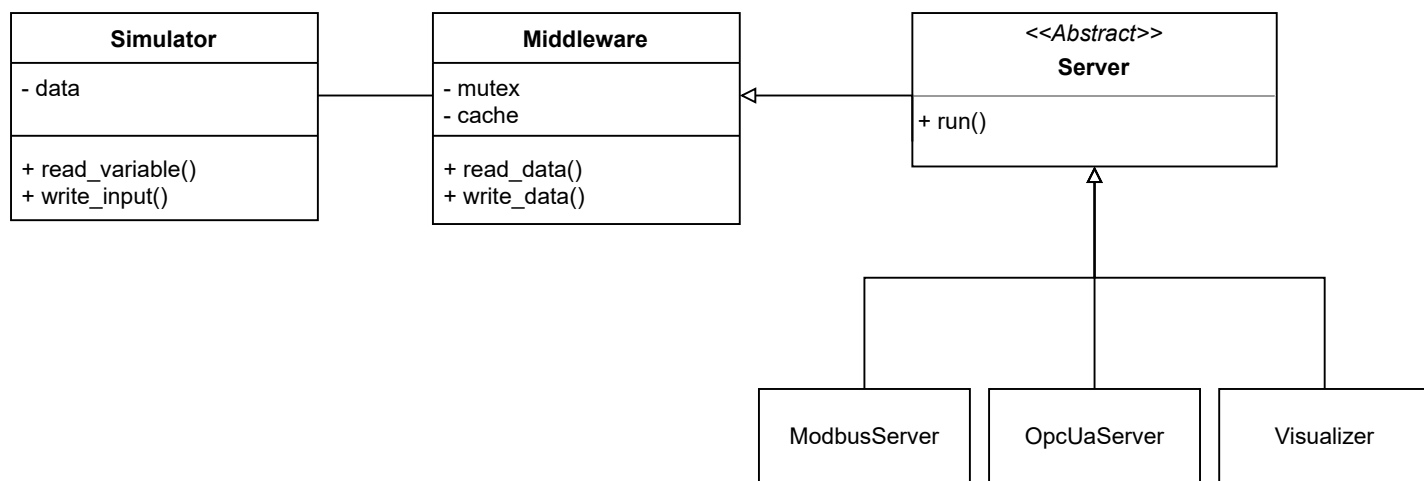 Simulator
- data
+ read_variable()
+ write_input()
Middleware
- mutex
- cache
+ read_data()
+ write_data()
<<Abstract>>
Server
+ run()
ModbusServer
OpcUaServer
Visualizer